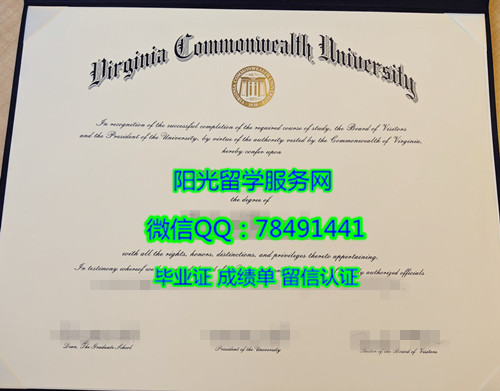 Virginia Commonwealth University
In recognition of the successful completion of the required course of study, the Board of Visitors
and the President of the University, by virtue of the authority vested by the Commonwealth of Virginia,
hereby confer upon
阳光留学服务网
the degree of
微信QQ：78491441
with all the rights, honors, distinctions, and privileges thereto appertaining.
In testimony whereof we authorized officials
毕业证 成绩单 留信认证
Dean, The Graduate School
President of the University
Rector of the Board of Visitors